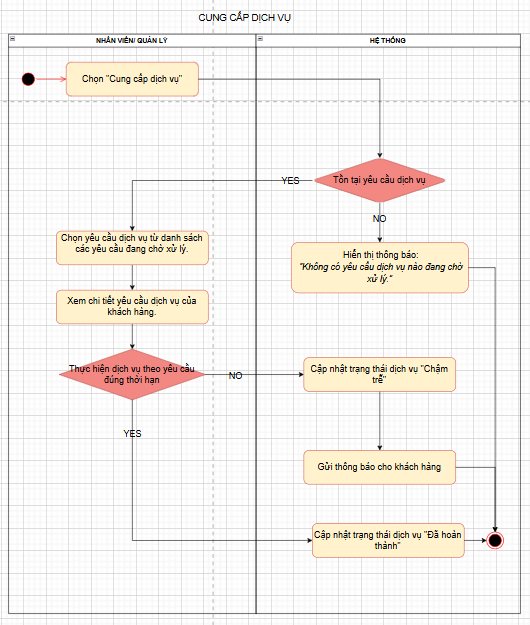 CUNG CẤP DỊCH VỤ
NHÂN VIÊN/ QUẢN LÝ
HỆ THỐNG
Chọn "Cung cấp dịch vụ"
Tồn tại yêu cầu dịch vụ
YES
NO
Chọn yêu cầu dịch vụ từ danh sách
các yêu cầu đang chờ xử lý.
Hiển thị thông báo:
"Không có yêu cầu dịch vụ nào đang chờ
xử lý."
Xem chi tiết yêu cầu dịch vụ của
khách hàng.
Thực hiện dịch vụ theo yêu cầu
đúng thời hạn
NO
Cập nhật trạng thái dịch vụ "Chậm
trễ"
YES
Gửi thông báo cho khách hàng
Cập nhật trạng thái dịch vụ "Đã hoàn
thành"